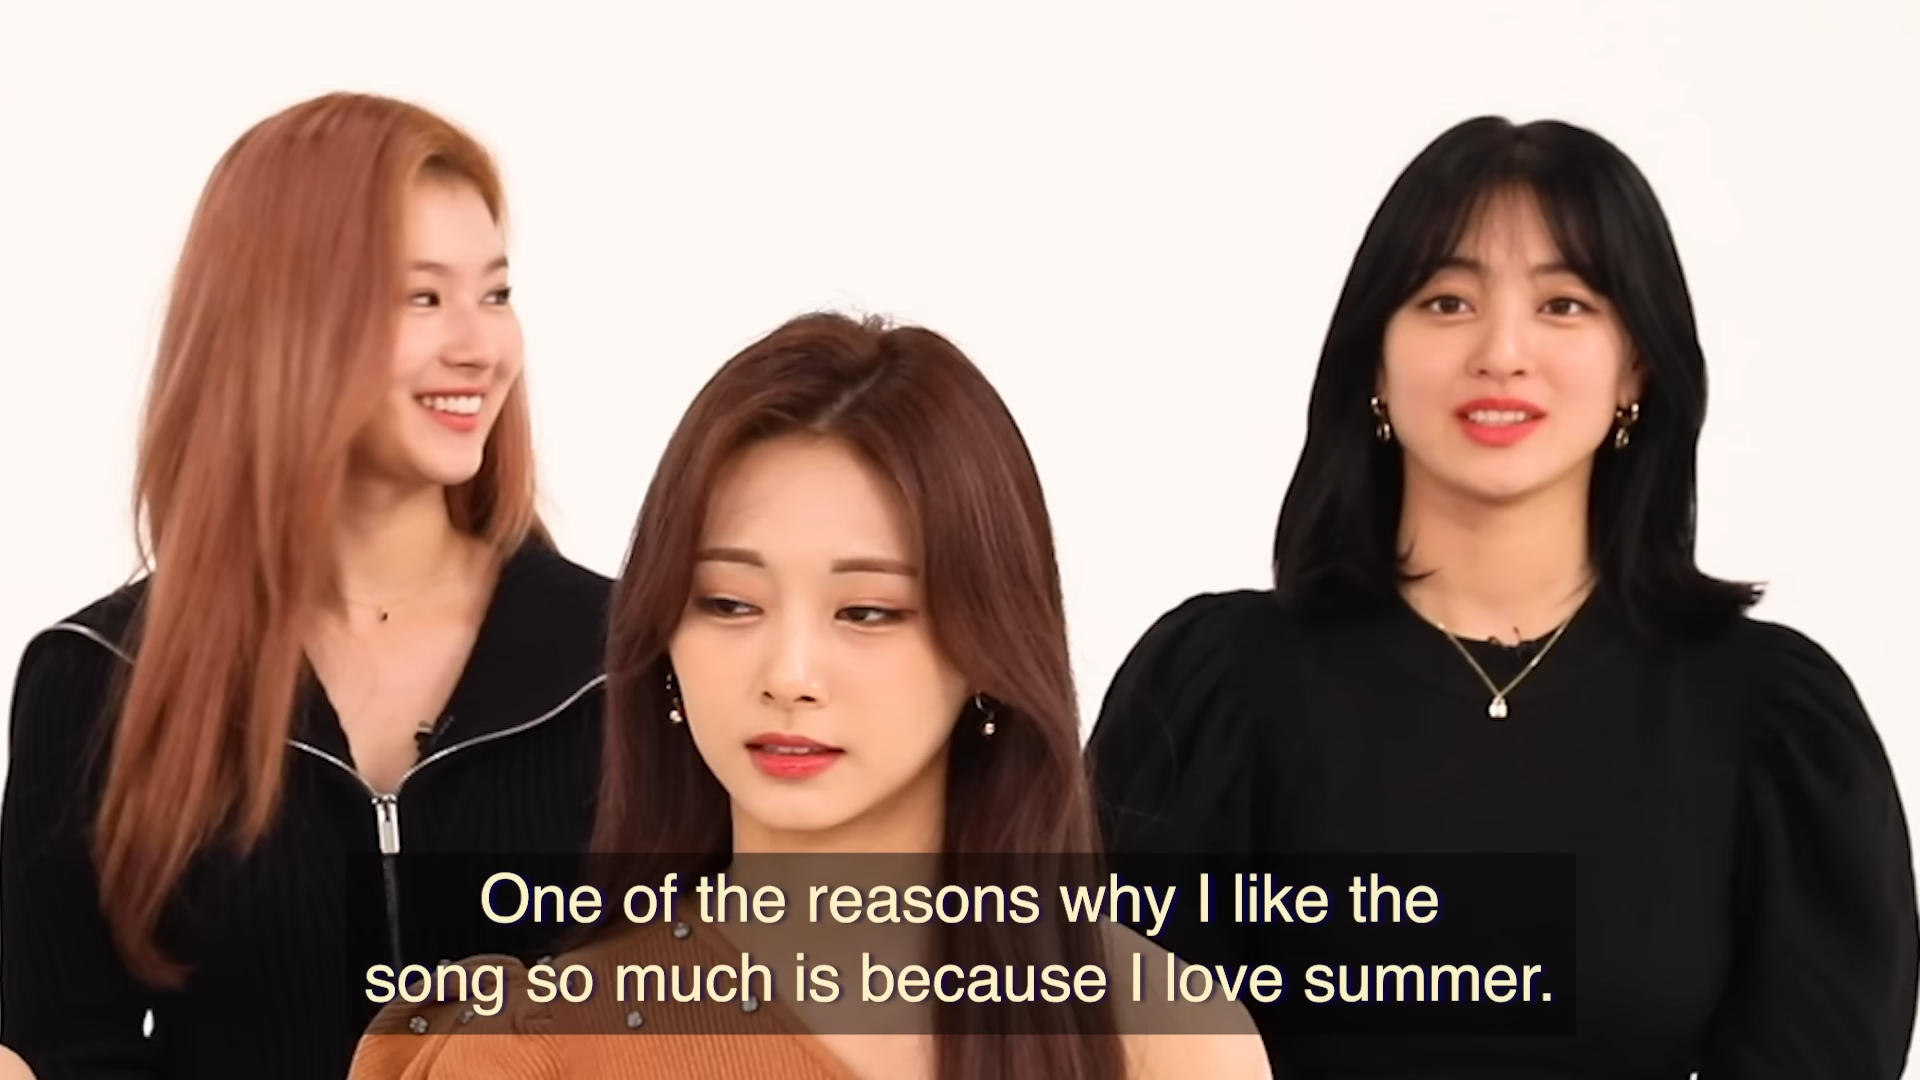 One of the reasons why I like the
song so much is because I love summer.